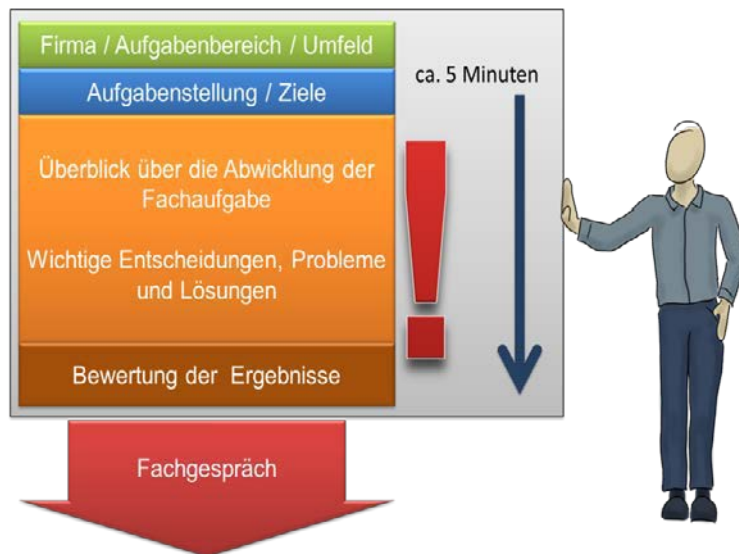 Firma / Aufgabenbereich / Umfeld
ca. 5 Minuten
Aufgabenstellung / Ziele
Überblick über die Abwicklung der
Fachaufgabe
Wichtige Entscheidungen, Probleme
und Lösungen
Bewertung der Ergebnisse
Fachgespräch